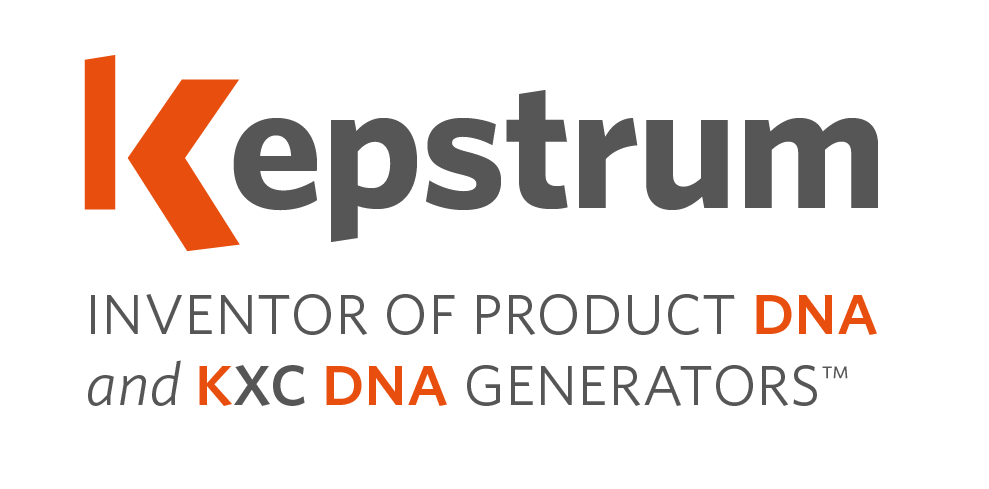 Kepstrum
INVENTOR OF PRODUCT DNA
and KXC DNA GENERATORS™